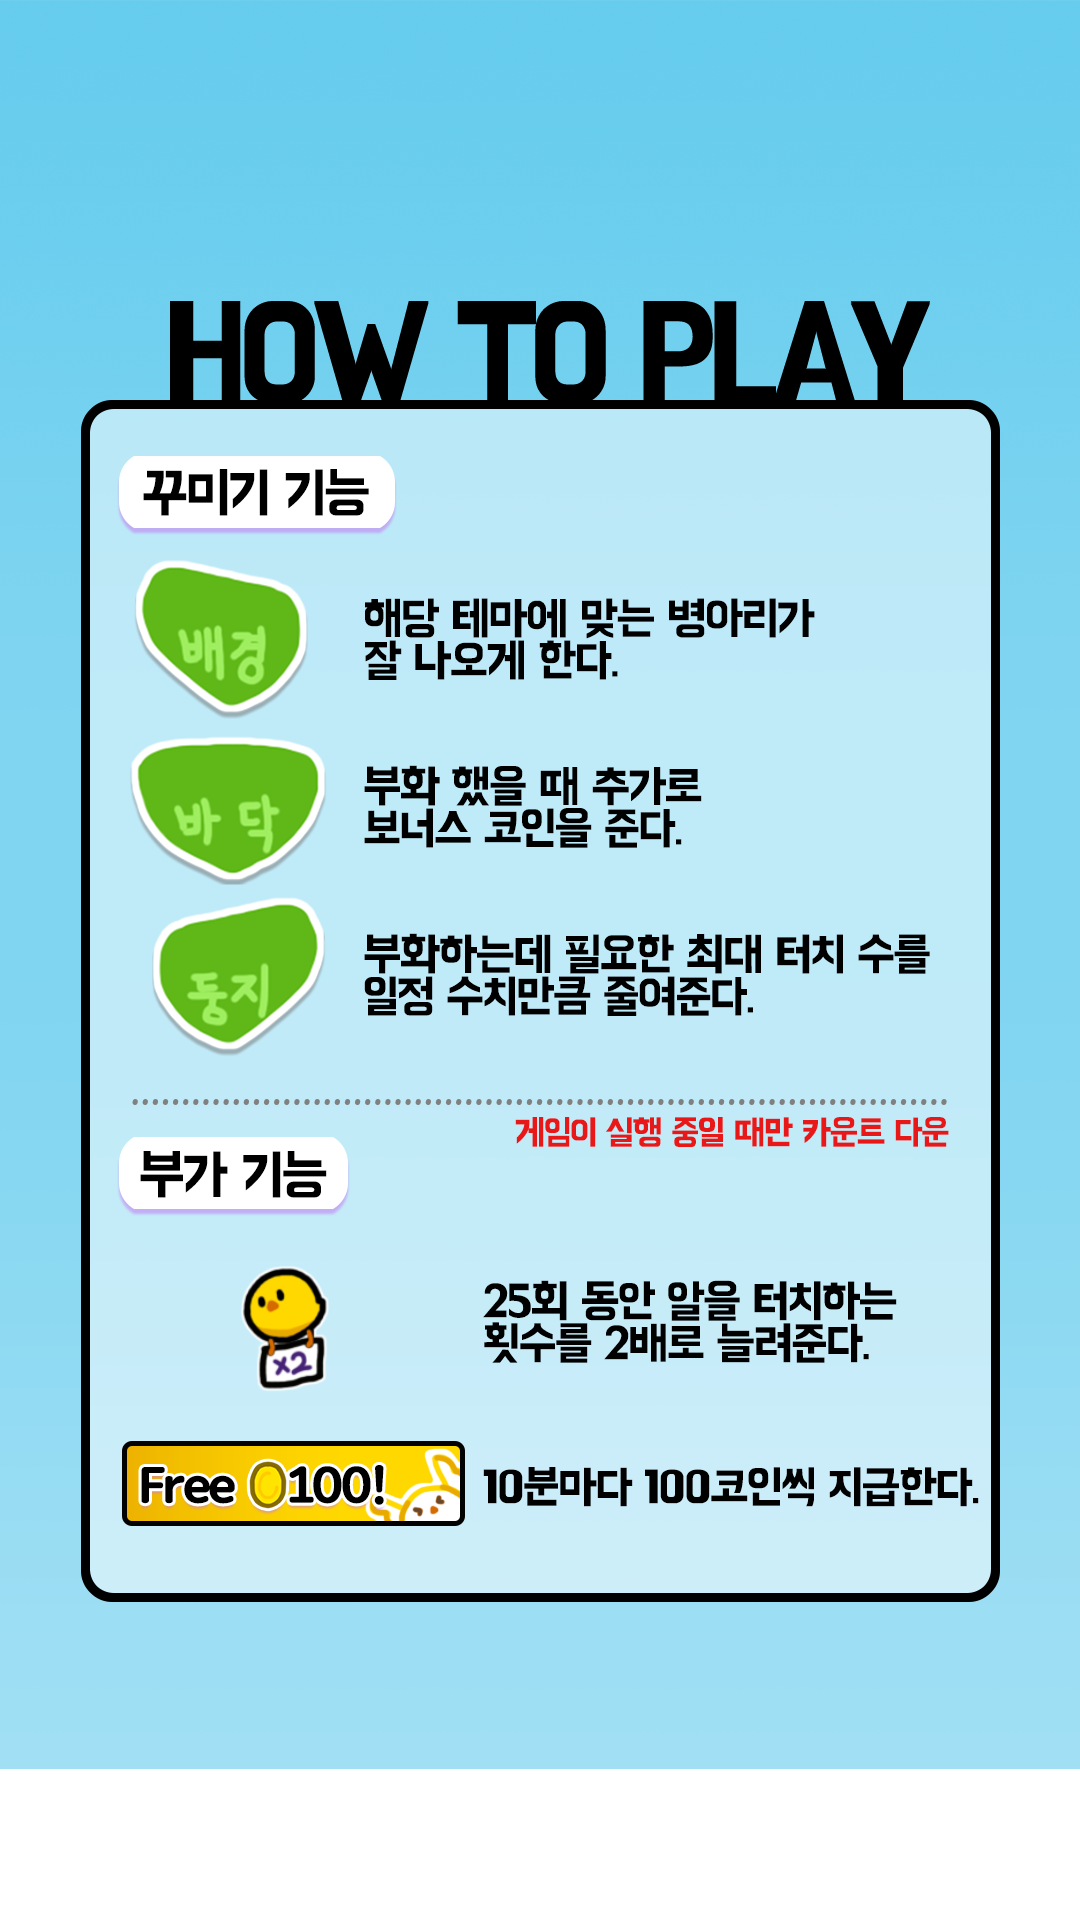 HOW TO PLAY
꾸미기 기능
배경
해당 테마에 맞는 병아리가
잘 나오게 한다.
바닥
부화 했을 때 추가로
보너스 코인을 준다.
둥지
부화하는데 필요한 최대 터치 수를
일정 수치만큼 줄여준다.
게임이 실행 중일 때만 카운트 다운
부가 기능
x2
25회 동안 알을 터치하는
횟수를 2배로 늘려준다.
Free 100!
10분마다 100코인씩 지급한다.